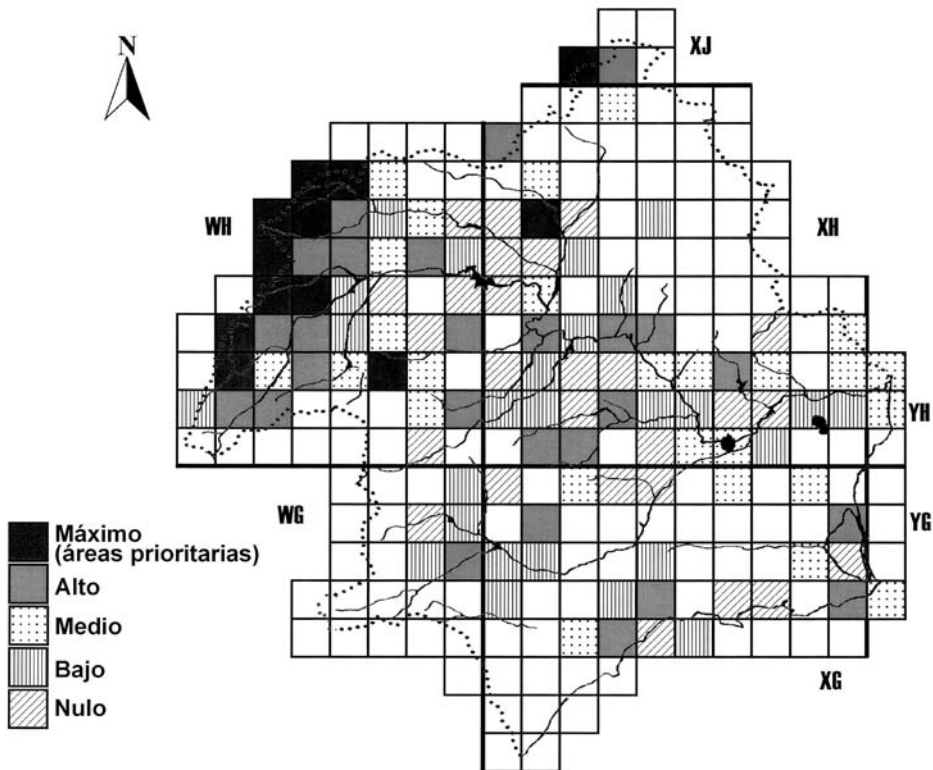 N
XJ
WH
XH
YH
WG
YG
XG
Máximo
(áreas prioritarias)
Alto
Medio
Bajo
Nulo